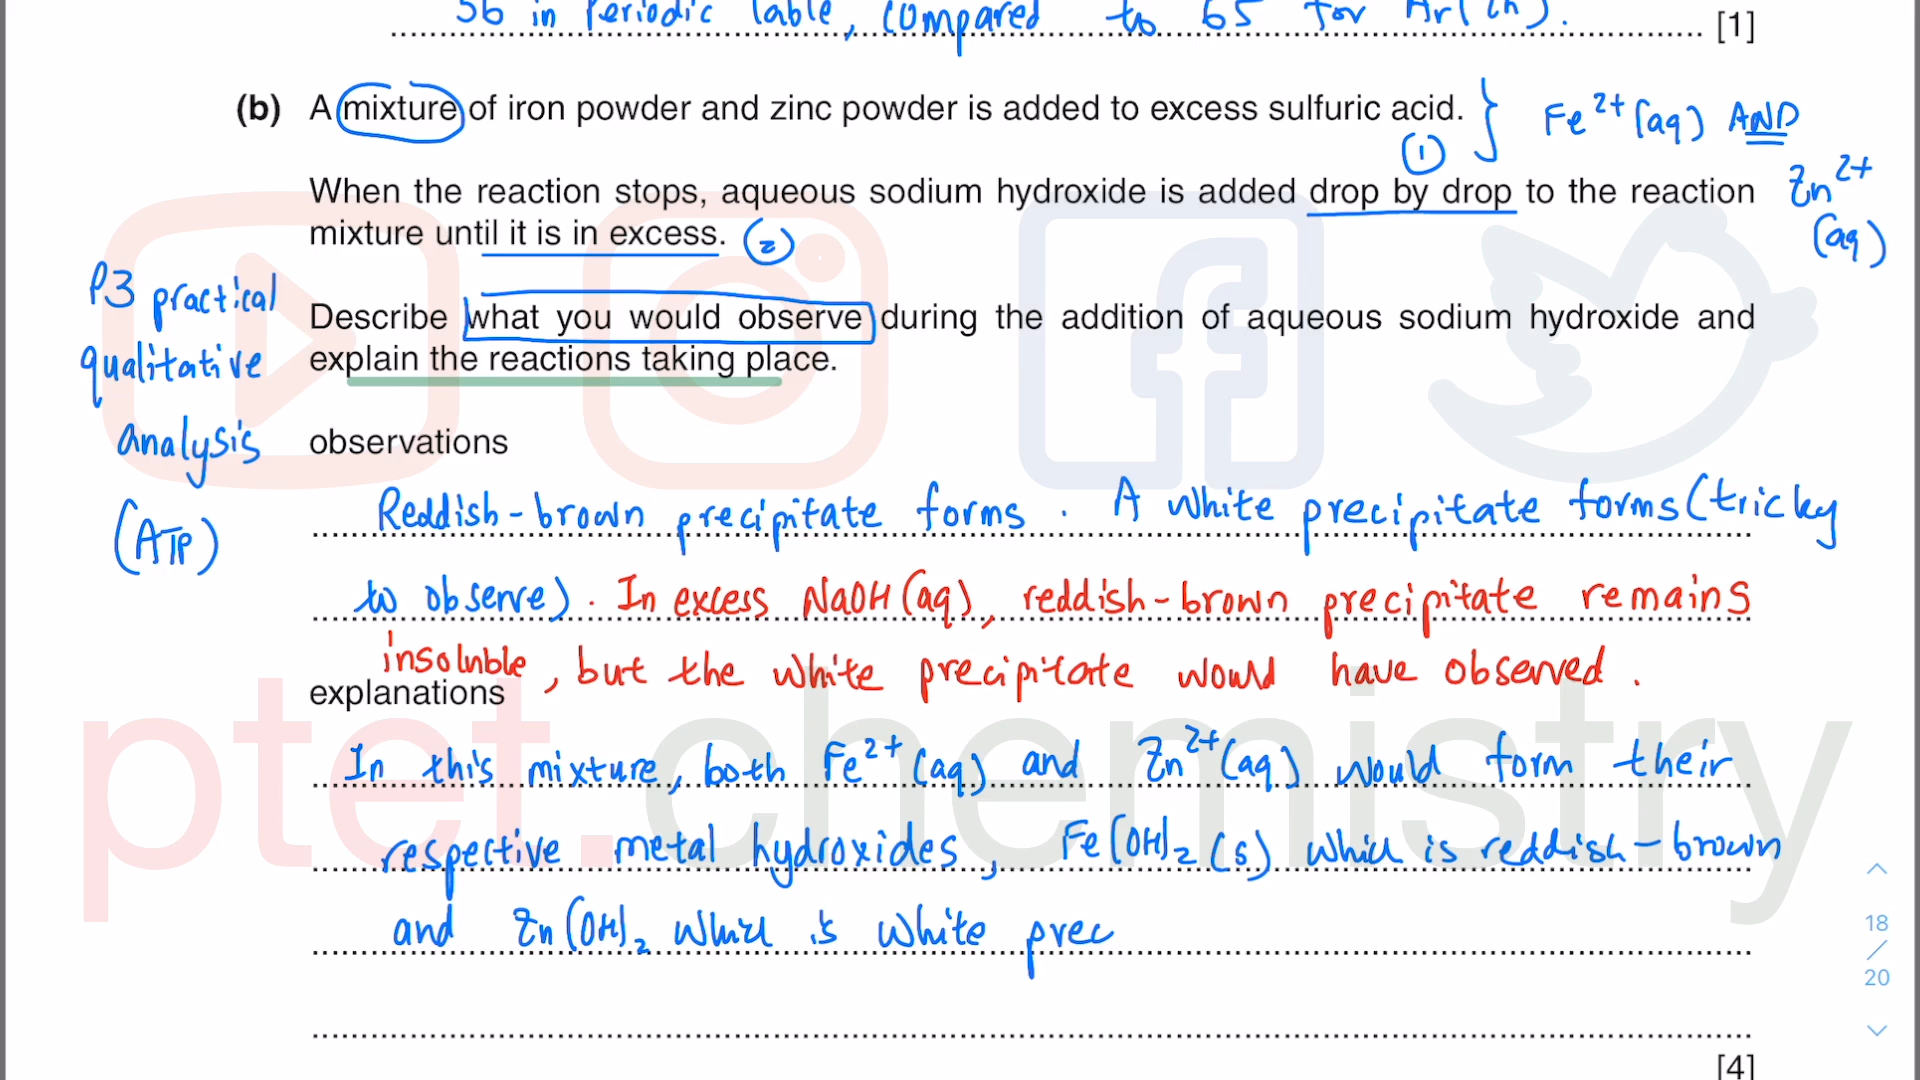 56 in Periodic Table, compared to 65 for Ar(Zn).
[1]
(b) A mixture of iron powder and zinc powder is added to excess sulfuric acid.
Fe²⁺(aq) AND
Zn²⁺
(aq)
①
When the reaction stops, aqueous sodium hydroxide is added drop by drop to the reaction
mixture until it is in excess. ②
P3 practical
qualitative
analysis
(ATP)
Describe what you would observe during the addition of aqueous sodium hydroxide and
explain the reactions taking place.
observations
Reddish-brown precipitate forms. A white precipitate forms (tricky
to observe). In excess NaOH(aq), reddish-brown precipitate remains
insoluble, but the white precipitate would have observed.
explanations
In this mixture, both Fe²⁺(aq) and Zn²⁺(aq) would form their
respective metal hydroxides, Fe(OH)₂(s) which is reddish-brown
and Zn(OH)₂ which is white prec
[4]
ptet.chemistry
18
/
20